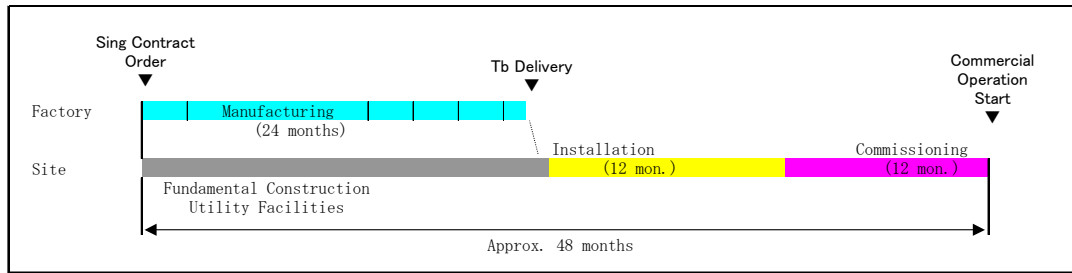 Sing Contract
Order
Tb Delivery
Commercial
Operation
Start
Factory
Manufacturing
(24 months)
Installation
Commissioning
Site
(12 mon.)
(12 mon.)
Fundamental Construction
Utility Facilities
Approx. 48 months